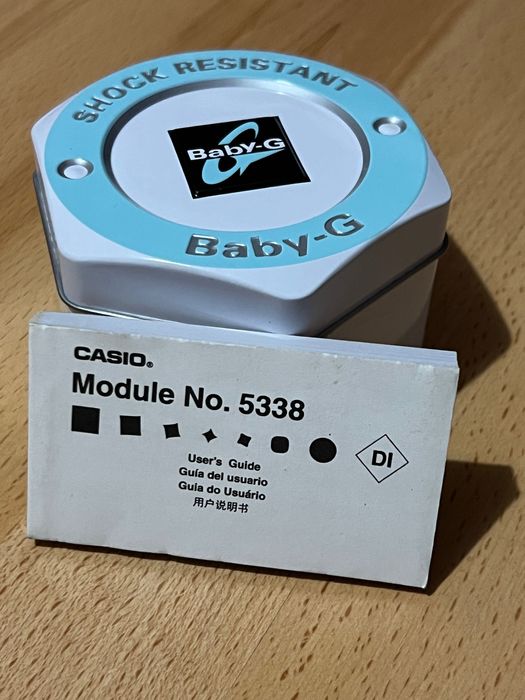 SHOCK RESISTANT
Baby-G
Baby-G
CASIO®
Module No. 5338
DI
User's Guide
Guía del usuario
Guia do Usuário
用户说明书